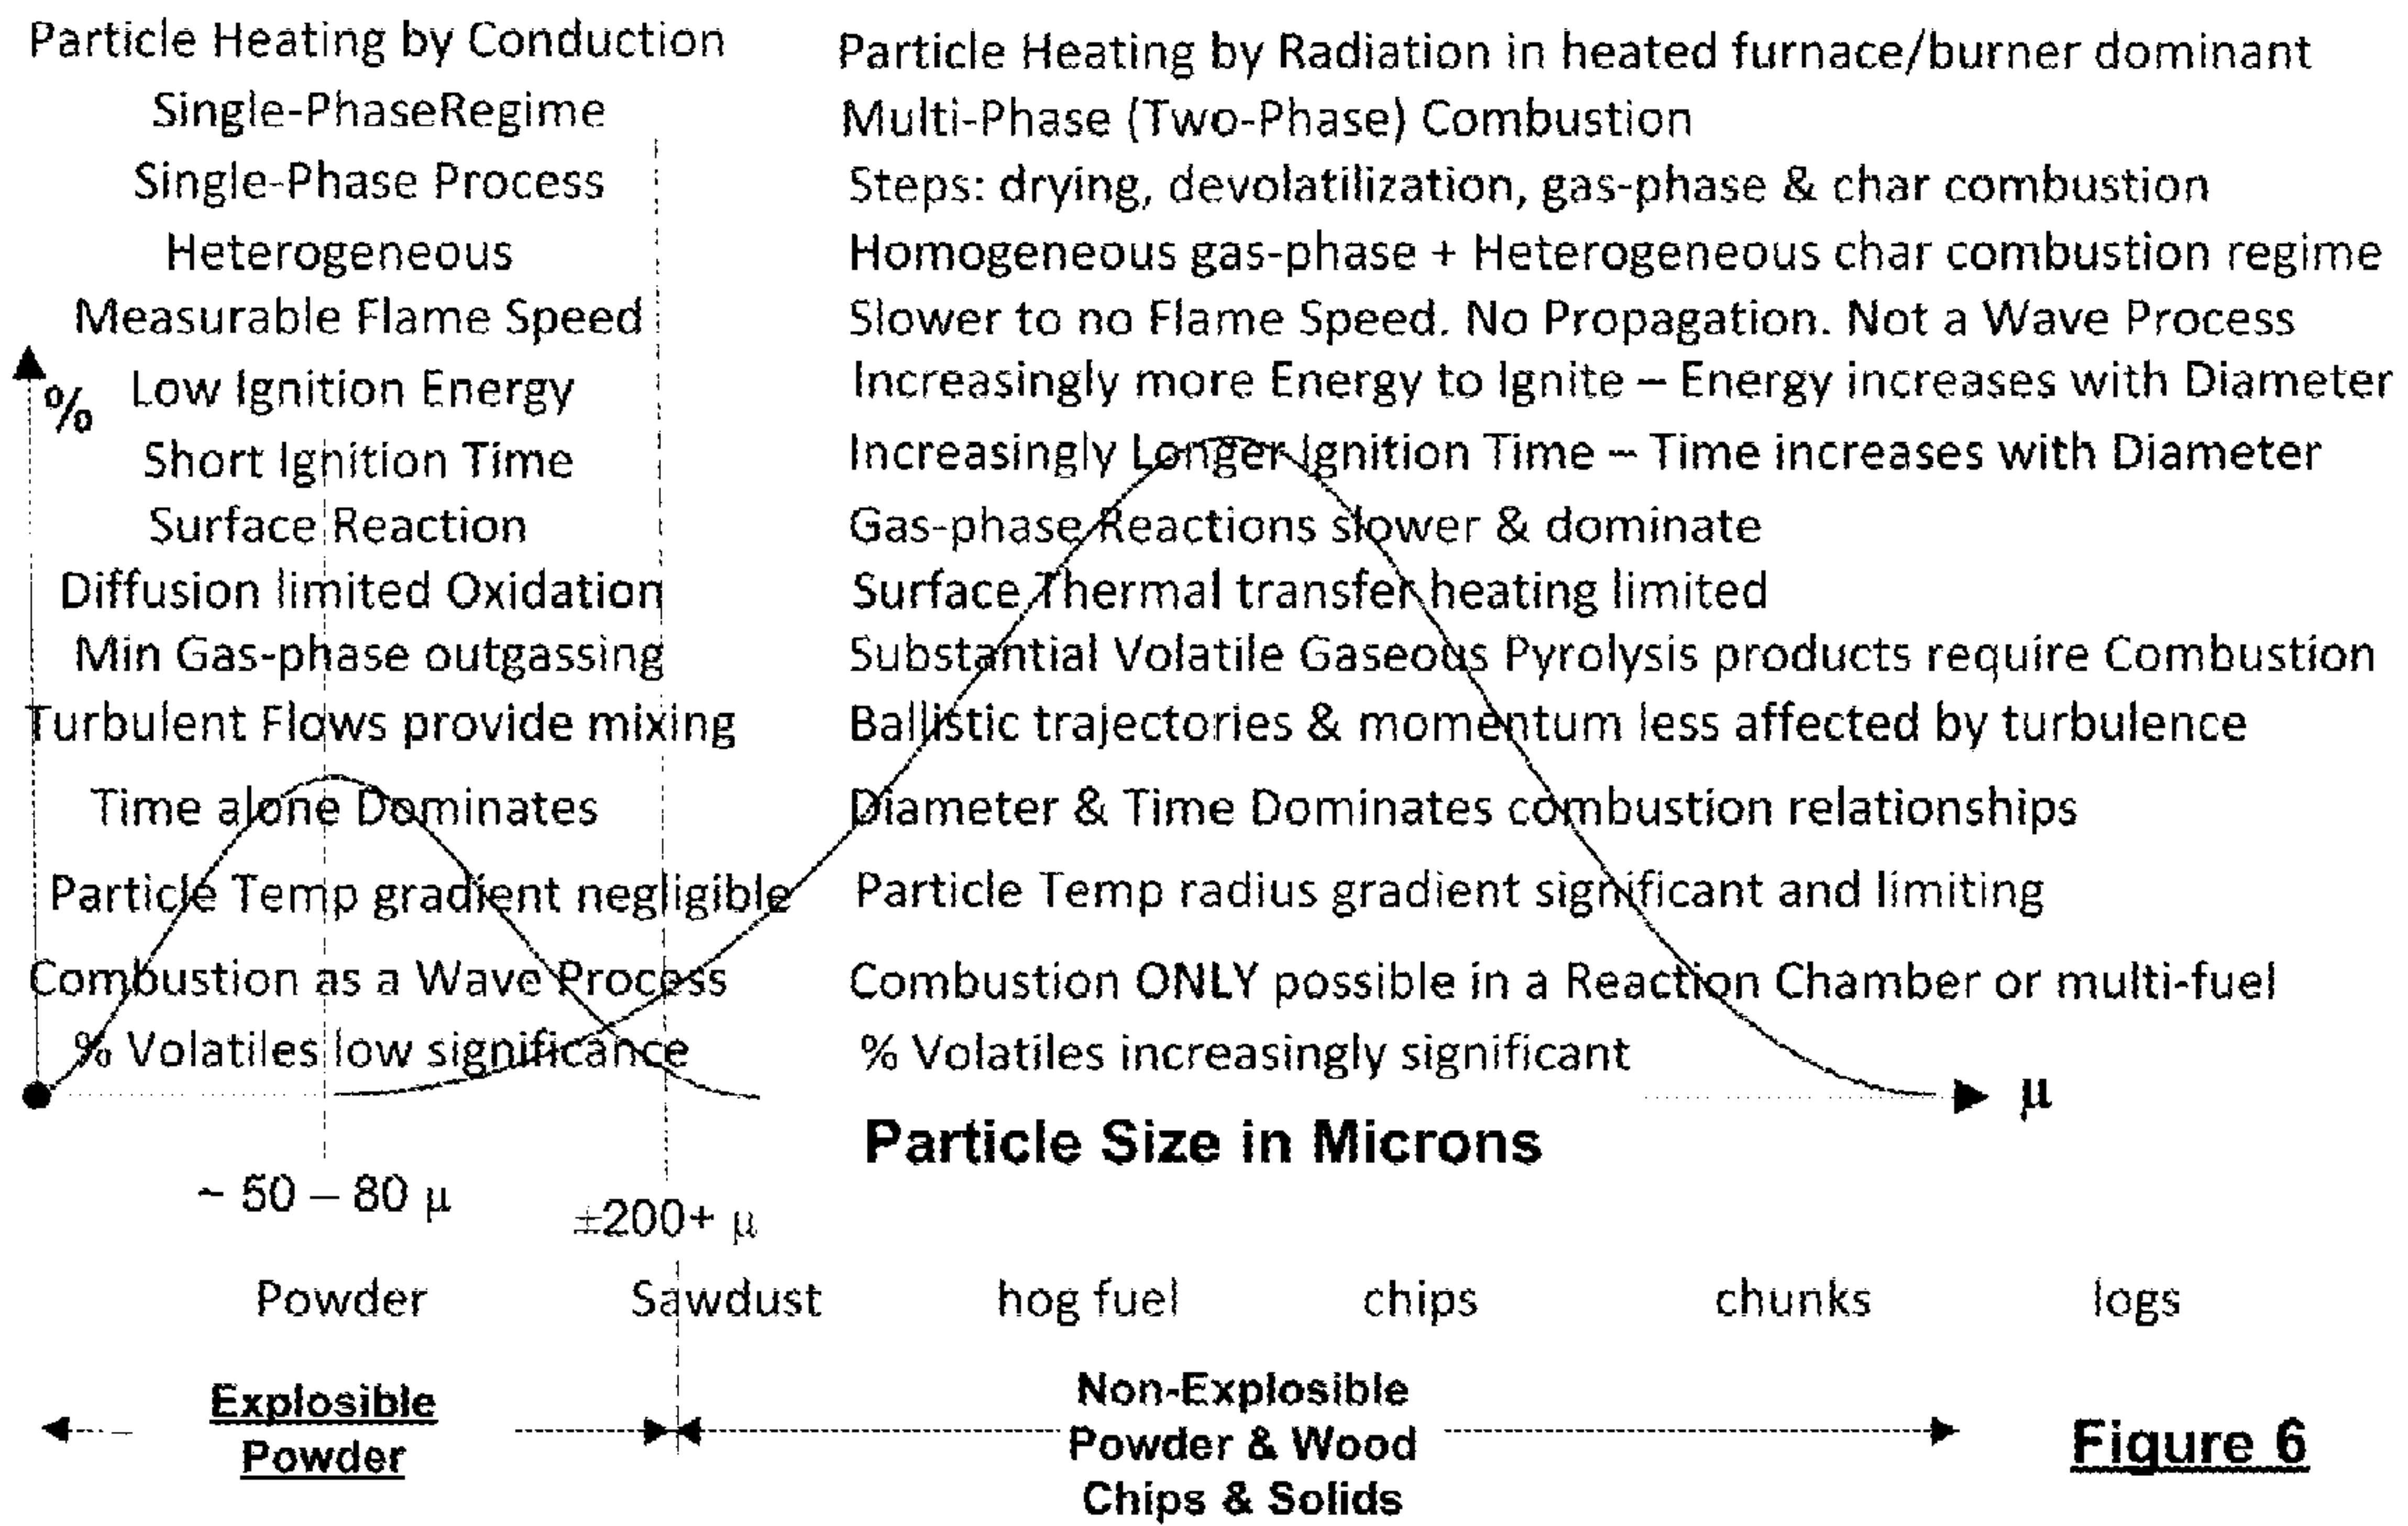 Particle Heating by Conduction
Single-PhaseRegime
Single-Phase Process
Heterogeneous
Measurable Flame Speed
%
Low Ignition Energy
Short Ignition Time
Surface Reaction
Diffusion limited Oxidation
Min Gas-phase outgassing
Turbulent Flows provide mixing
Time alone Dominates
Particle Temp gradient negligible
Combustion as a Wave Process
% Volatiles low significance
Particle Heating by Radiation in heated furnace/burner dominant
Multi-Phase (Two-Phase) Combustion
Steps: drying, devolatilization, gas-phase & char combustion
Homogeneous gas-phase + Heterogeneous char combustion regime
Slower to no Flame Speed. No Propagation. Not a Wave Process
Increasingly more Energy to Ignite – Energy increases with Diameter
Increasingly Longer Ignition Time – Time increases with Diameter
Gas-phase Reactions slower & dominate
Surface Thermal transfer heating limited
Substantial Volatile Gaseous Pyrolysis products require Combustion
Ballistic trajectories & momentum less affected by turbulence
Diameter & Time Dominates combustion relationships
Particle Temp radius gradient significant and limiting
Combustion ONLY possible in a Reaction Chamber or multi-fuel
% Volatiles increasingly significant
μ
Particle Size in Microns
~ 50 – 80 μ
±200+ μ
Powder Sawdust hog fuel chips chunks logs
Explosible
Powder
Non-Explosible
Powder & Wood
Chips & Solids
Figure 6